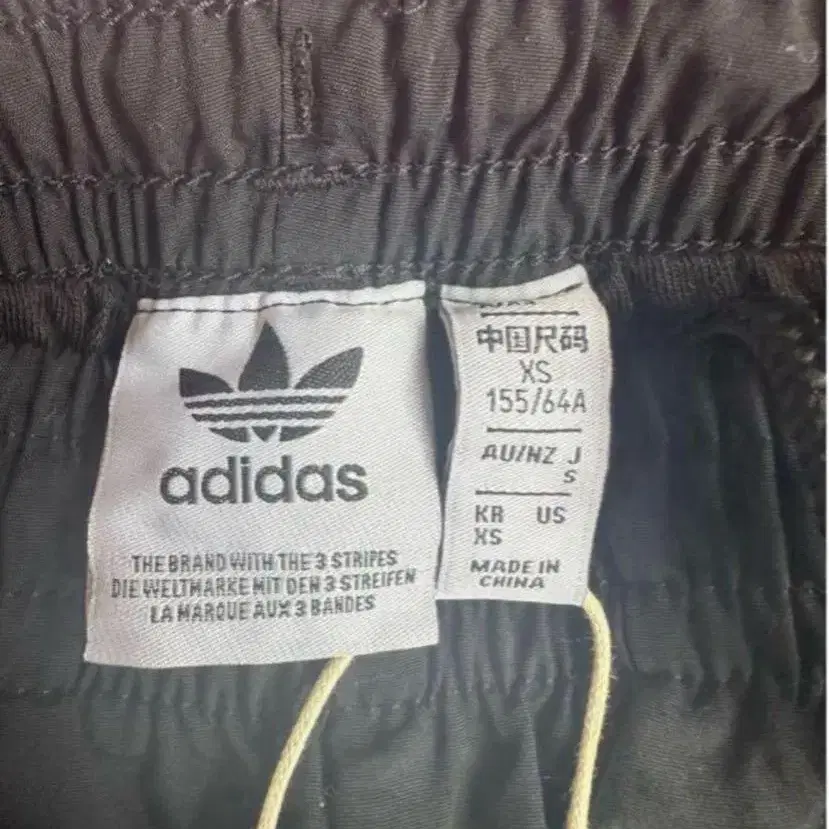 adidas
THE BRAND WITH THE 3 STRIPES
DIE WELTMARKE MIT DEN 3 STREIFEN
LA MARQUE AUX 3 BANDES
中国尺码
XS
155/64A
AU/NZ J
S
KR US
XS
MADE IN
CHINA